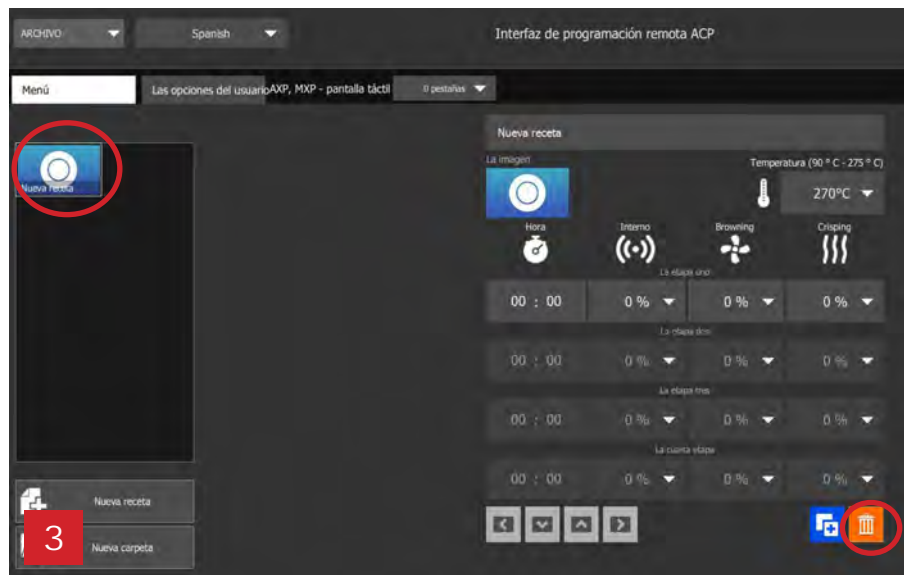 ARCHIVO Spanish Interfaz de programación remota ACP
Menú Las opciones del usuario AXP, MXP - pantalla táctil 0 pestañas
Nueva receta
Nueva receta
La imagen Temperatura (90 ° C - 275 ° C)
270°C
Hora Interno Browning Crisping
La etapa uno
00 : 00 0 % 0 % 0 %
La etapa dos
00 : 00 0 % 0 % 0 %
La etapa tres
00 : 00 0 % 0 % 0 %
La cuarta etapa
00 : 00 0 % 0 % 0 %
Nueva receta
3
Nueva carpeta